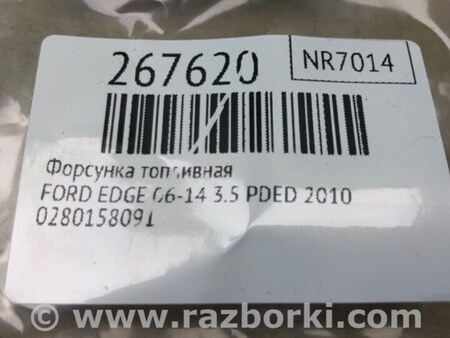 267620
NR7014
Форсунка топливная
FORD EDGE 06-14 3.5 PDED 2010
0280158091
© www.razborki.com